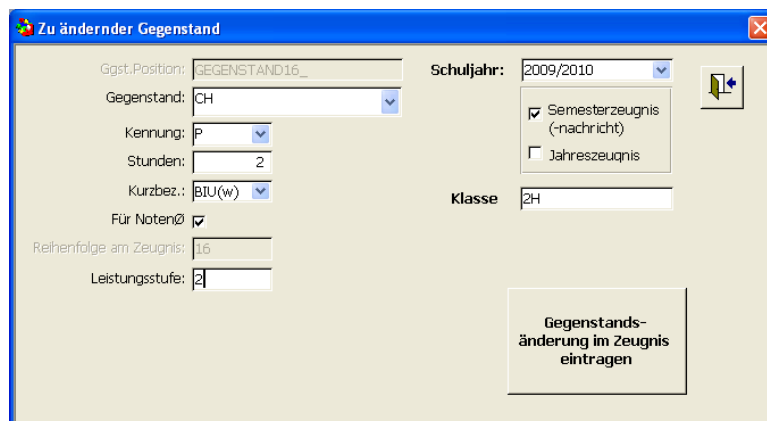 Zu ändernder Gegenstand
Ggst.Position: GEGENSTAND16_
Gegenstand: CH
Kennung: P
Stunden: 2
Kurzbez.: BIU(w)
Für NotenØ
Reihenfolge am Zeugnis: 16
Leistungsstufe: 2
Schuljahr: 2009/2010
Semesterzeugnis
(-nachricht)
Jahreszeugnis
Klasse 2H
Gegenstands-
änderung im Zeugnis
eintragen